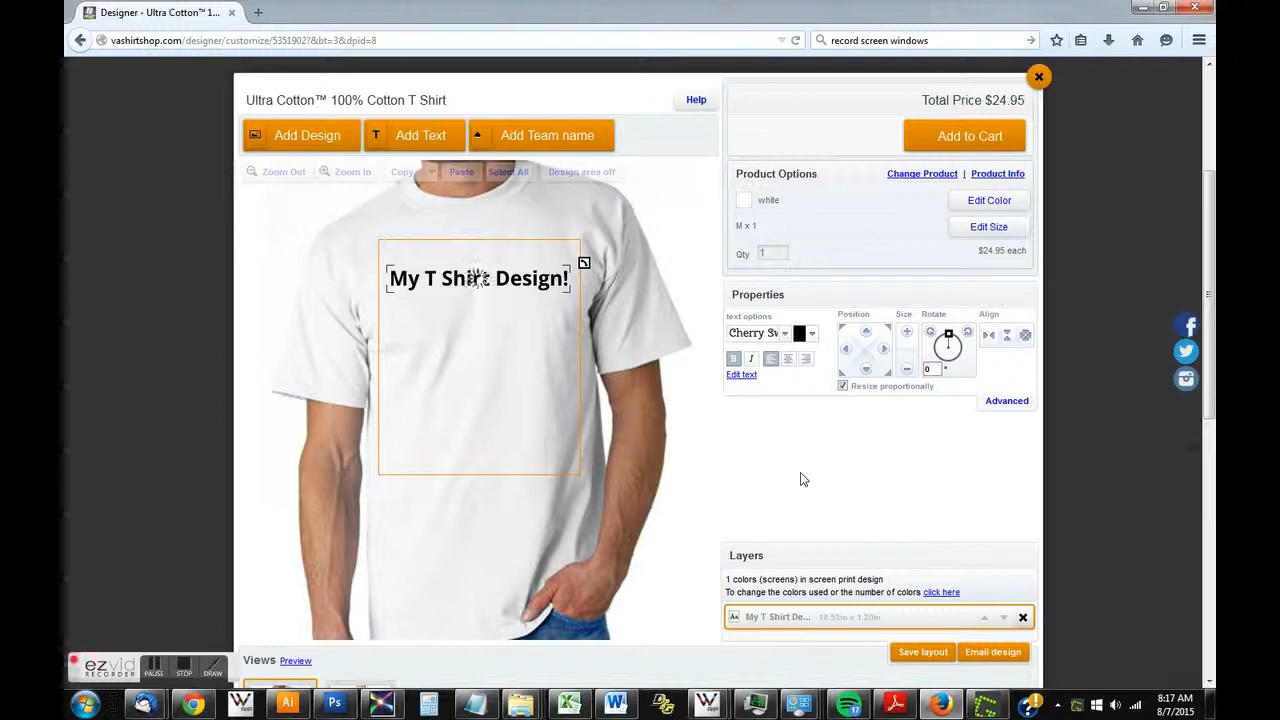 Designer - Ultra Cotton™ 1...
vashirtshop.com/designer/customize/5351902?&bt=3&dpid=8
record screen windows
Ultra Cotton™ 100% Cotton T Shirt
Help
Total Price $24.95
Add Design
T Add Text
Add Team name
Add to Cart
Zoom Out
Zoom In
Copy
Paste
Select All
Design area off
Product Options
Change Product | Product Info
white
Edit Color
M x 1
Edit Size
Qty 1
$24.95 each
My T Shirt Design!
Properties
text options
Position
Size
Rotate
Align
Cherry Sw
B I
0 °
Edit text
Resize proportionally
Advanced
Layers
1 colors (screens) in screen print design
To change the colors used or the number of colors click here
Aa My T Shirt De... 10.53in x 1.20in
Views Preview
Save layout
Email design
ezvid
RECORDER
PAUSE
STOP
DRAW
8:17 AM
8/7/2015